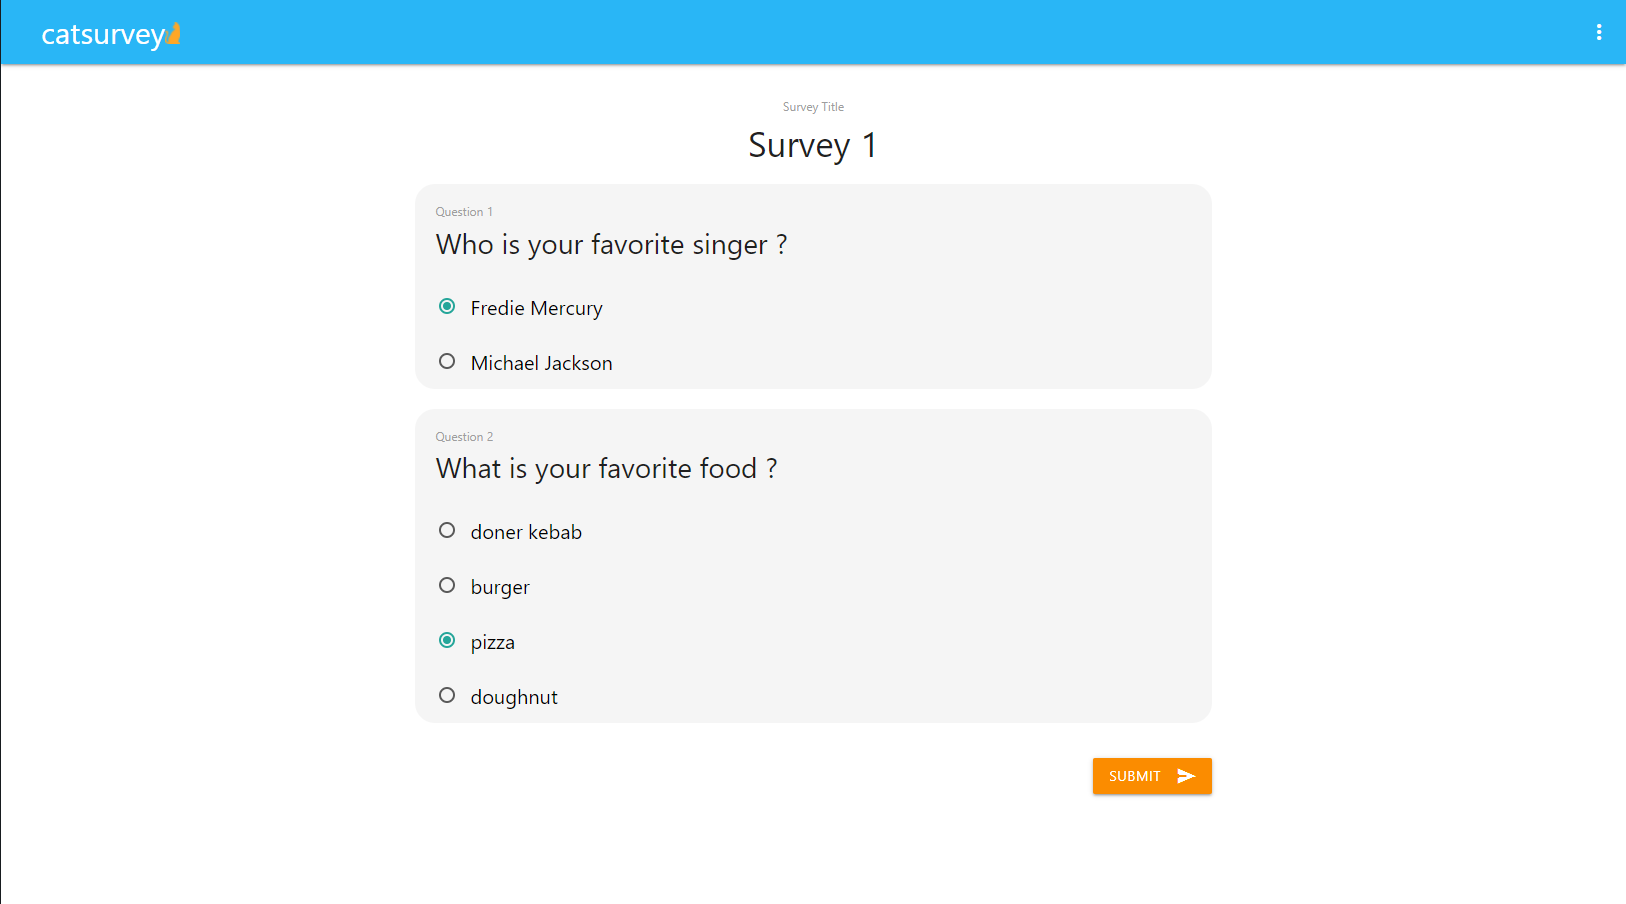 catsurvey
Survey Title
Survey 1
Question 1
Who is your favorite singer ?
Fredie Mercury
Michael Jackson
Question 2
What is your favorite food ?
doner kebab
burger
pizza
doughnut
SUBMIT